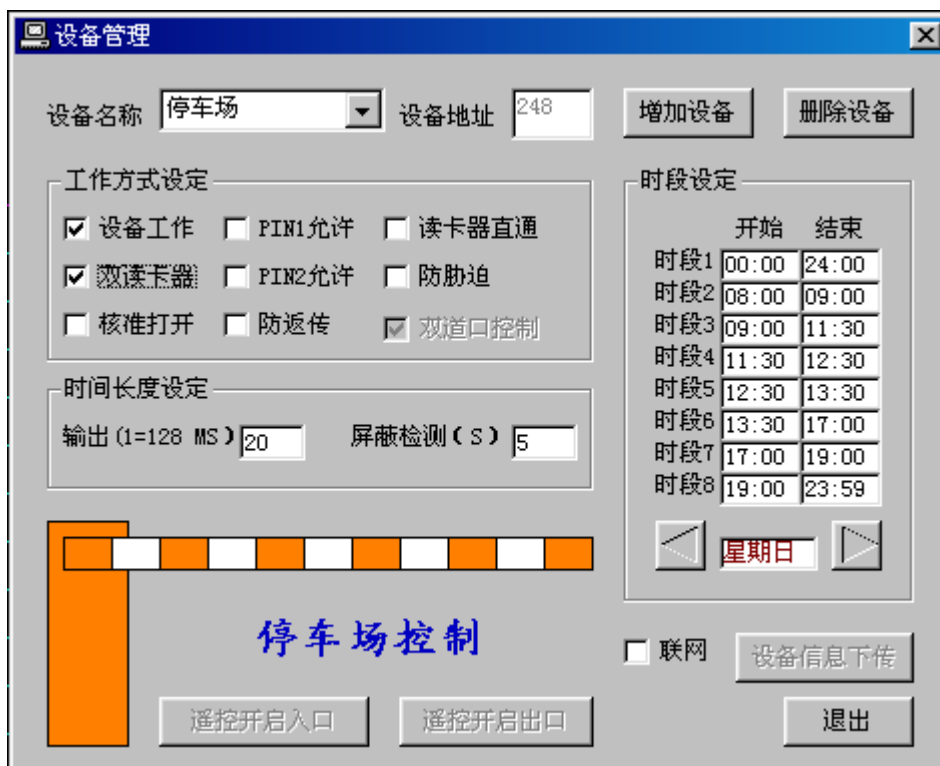 设备管理
设备名称 停车场 设备地址 248 增加设备 删除设备
工作方式设定
设备工作 PIN1允许 读卡器直通
双读卡器 PIN2允许 防胁迫
核准打开 防返传 双道口控制
时间长度设定
输出(1=128 MS) 20 屏蔽检测(S) 5
时段设定
开始 结束
时段1 00:00 24:00
时段2 08:00 09:00
时段3 09:00 11:30
时段4 11:30 12:30
时段5 12:30 13:30
时段6 13:30 17:00
时段7 17:00 19:00
时段8 19:00 23:59
星期日
停车场控制
联网 设备信息下传
遥控开启入口 遥控开启出口 退出